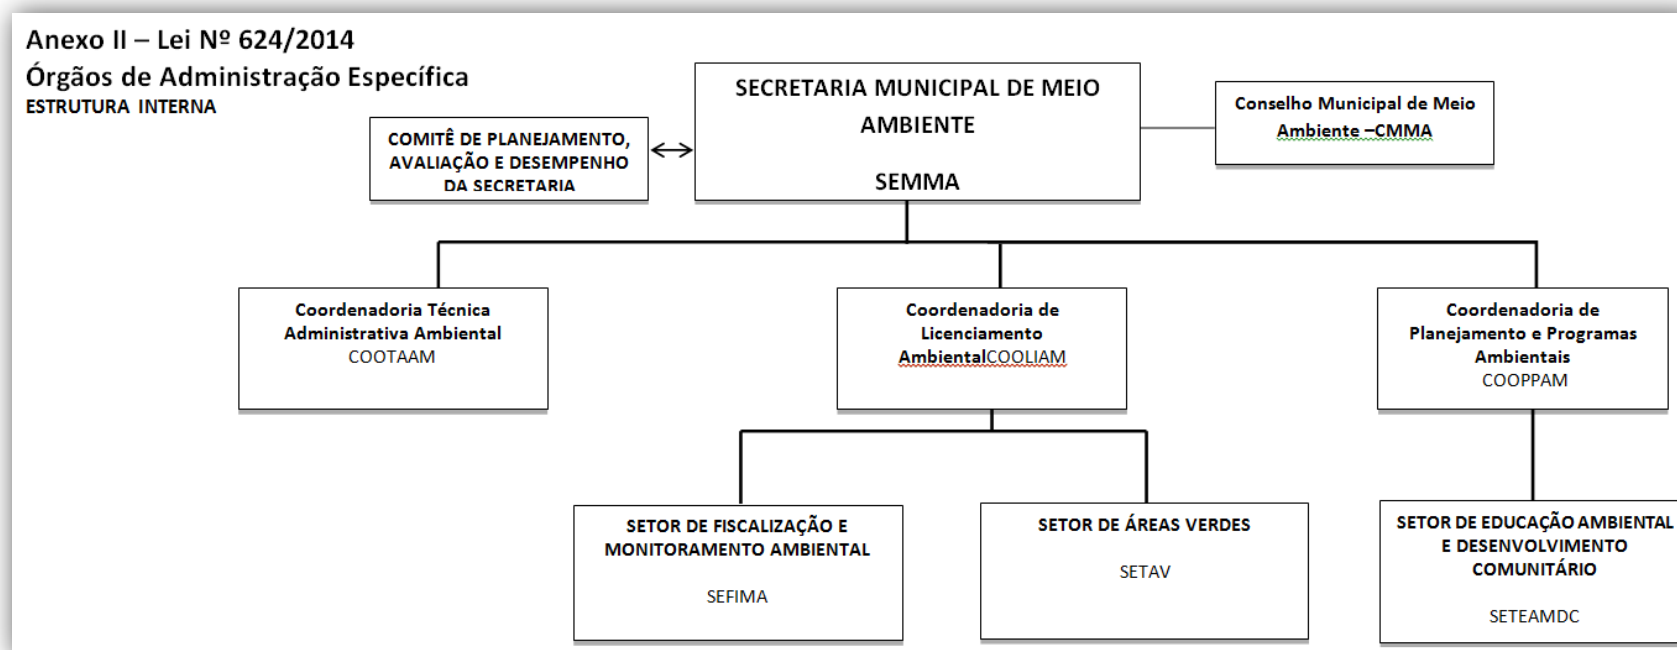 Anexo II – Lei Nº 624/2014
Órgãos de Administração Específica
ESTRUTURA INTERNA
SECRETARIA MUNICIPAL DE MEIO
AMBIENTE
SEMMA
COMITÊ DE PLANEJAMENTO,
AVALIAÇÃO E DESEMPENHO
DA SECRETARIA
Conselho Municipal de Meio
Ambiente –CMMA
Coordenadoria Técnica
Administrativa Ambiental
COOTAAM
Coordenadoria de
Licenciamento
AmbientalCOOLIAM
Coordenadoria de
Planejamento e Programas
Ambientais
COOPPAM
SETOR DE FISCALIZAÇÃO E
MONITORAMENTO AMBIENTAL
SEFIMA
SETOR DE ÁREAS VERDES
SETAV
SETOR DE EDUCAÇÃO AMBIENTAL
E DESENVOLVIMENTO
COMUNITÁRIO
SETEAMDC